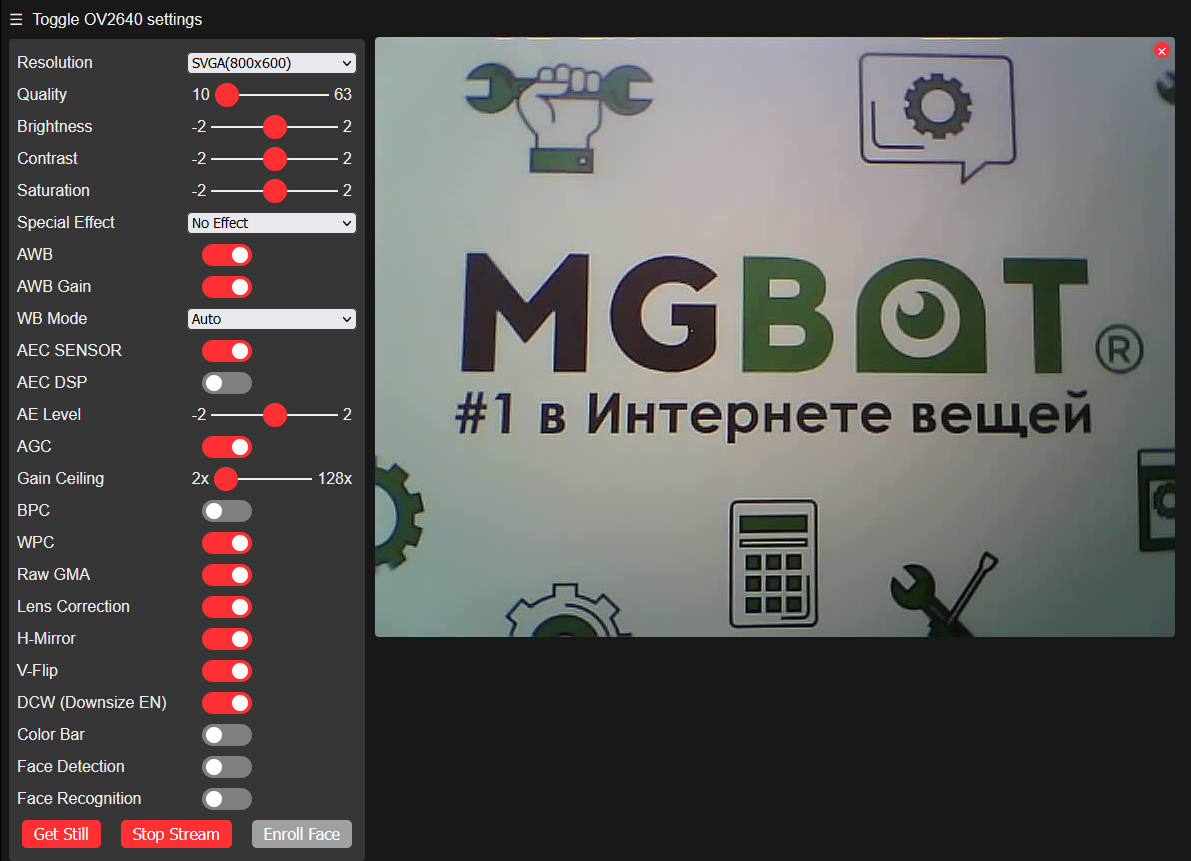 ☰ Toggle OV2640 settings
Resolution SVGA(800x600)
Quality 10 63
Brightness -2 2
Contrast -2 2
Saturation -2 2
Special Effect No Effect
AWB
AWB Gain
WB Mode Auto
AEC SENSOR
AEC DSP
AE Level -2 2
AGC
Gain Ceiling 2x 128x
BPC
WPC
Raw GMA
Lens Correction
H-Mirror
V-Flip
DCW (Downsize EN)
Color Bar
Face Detection
Face Recognition
Get Still Stop Stream Enroll Face
×
MGBOT®
#1 в Интернете вещей